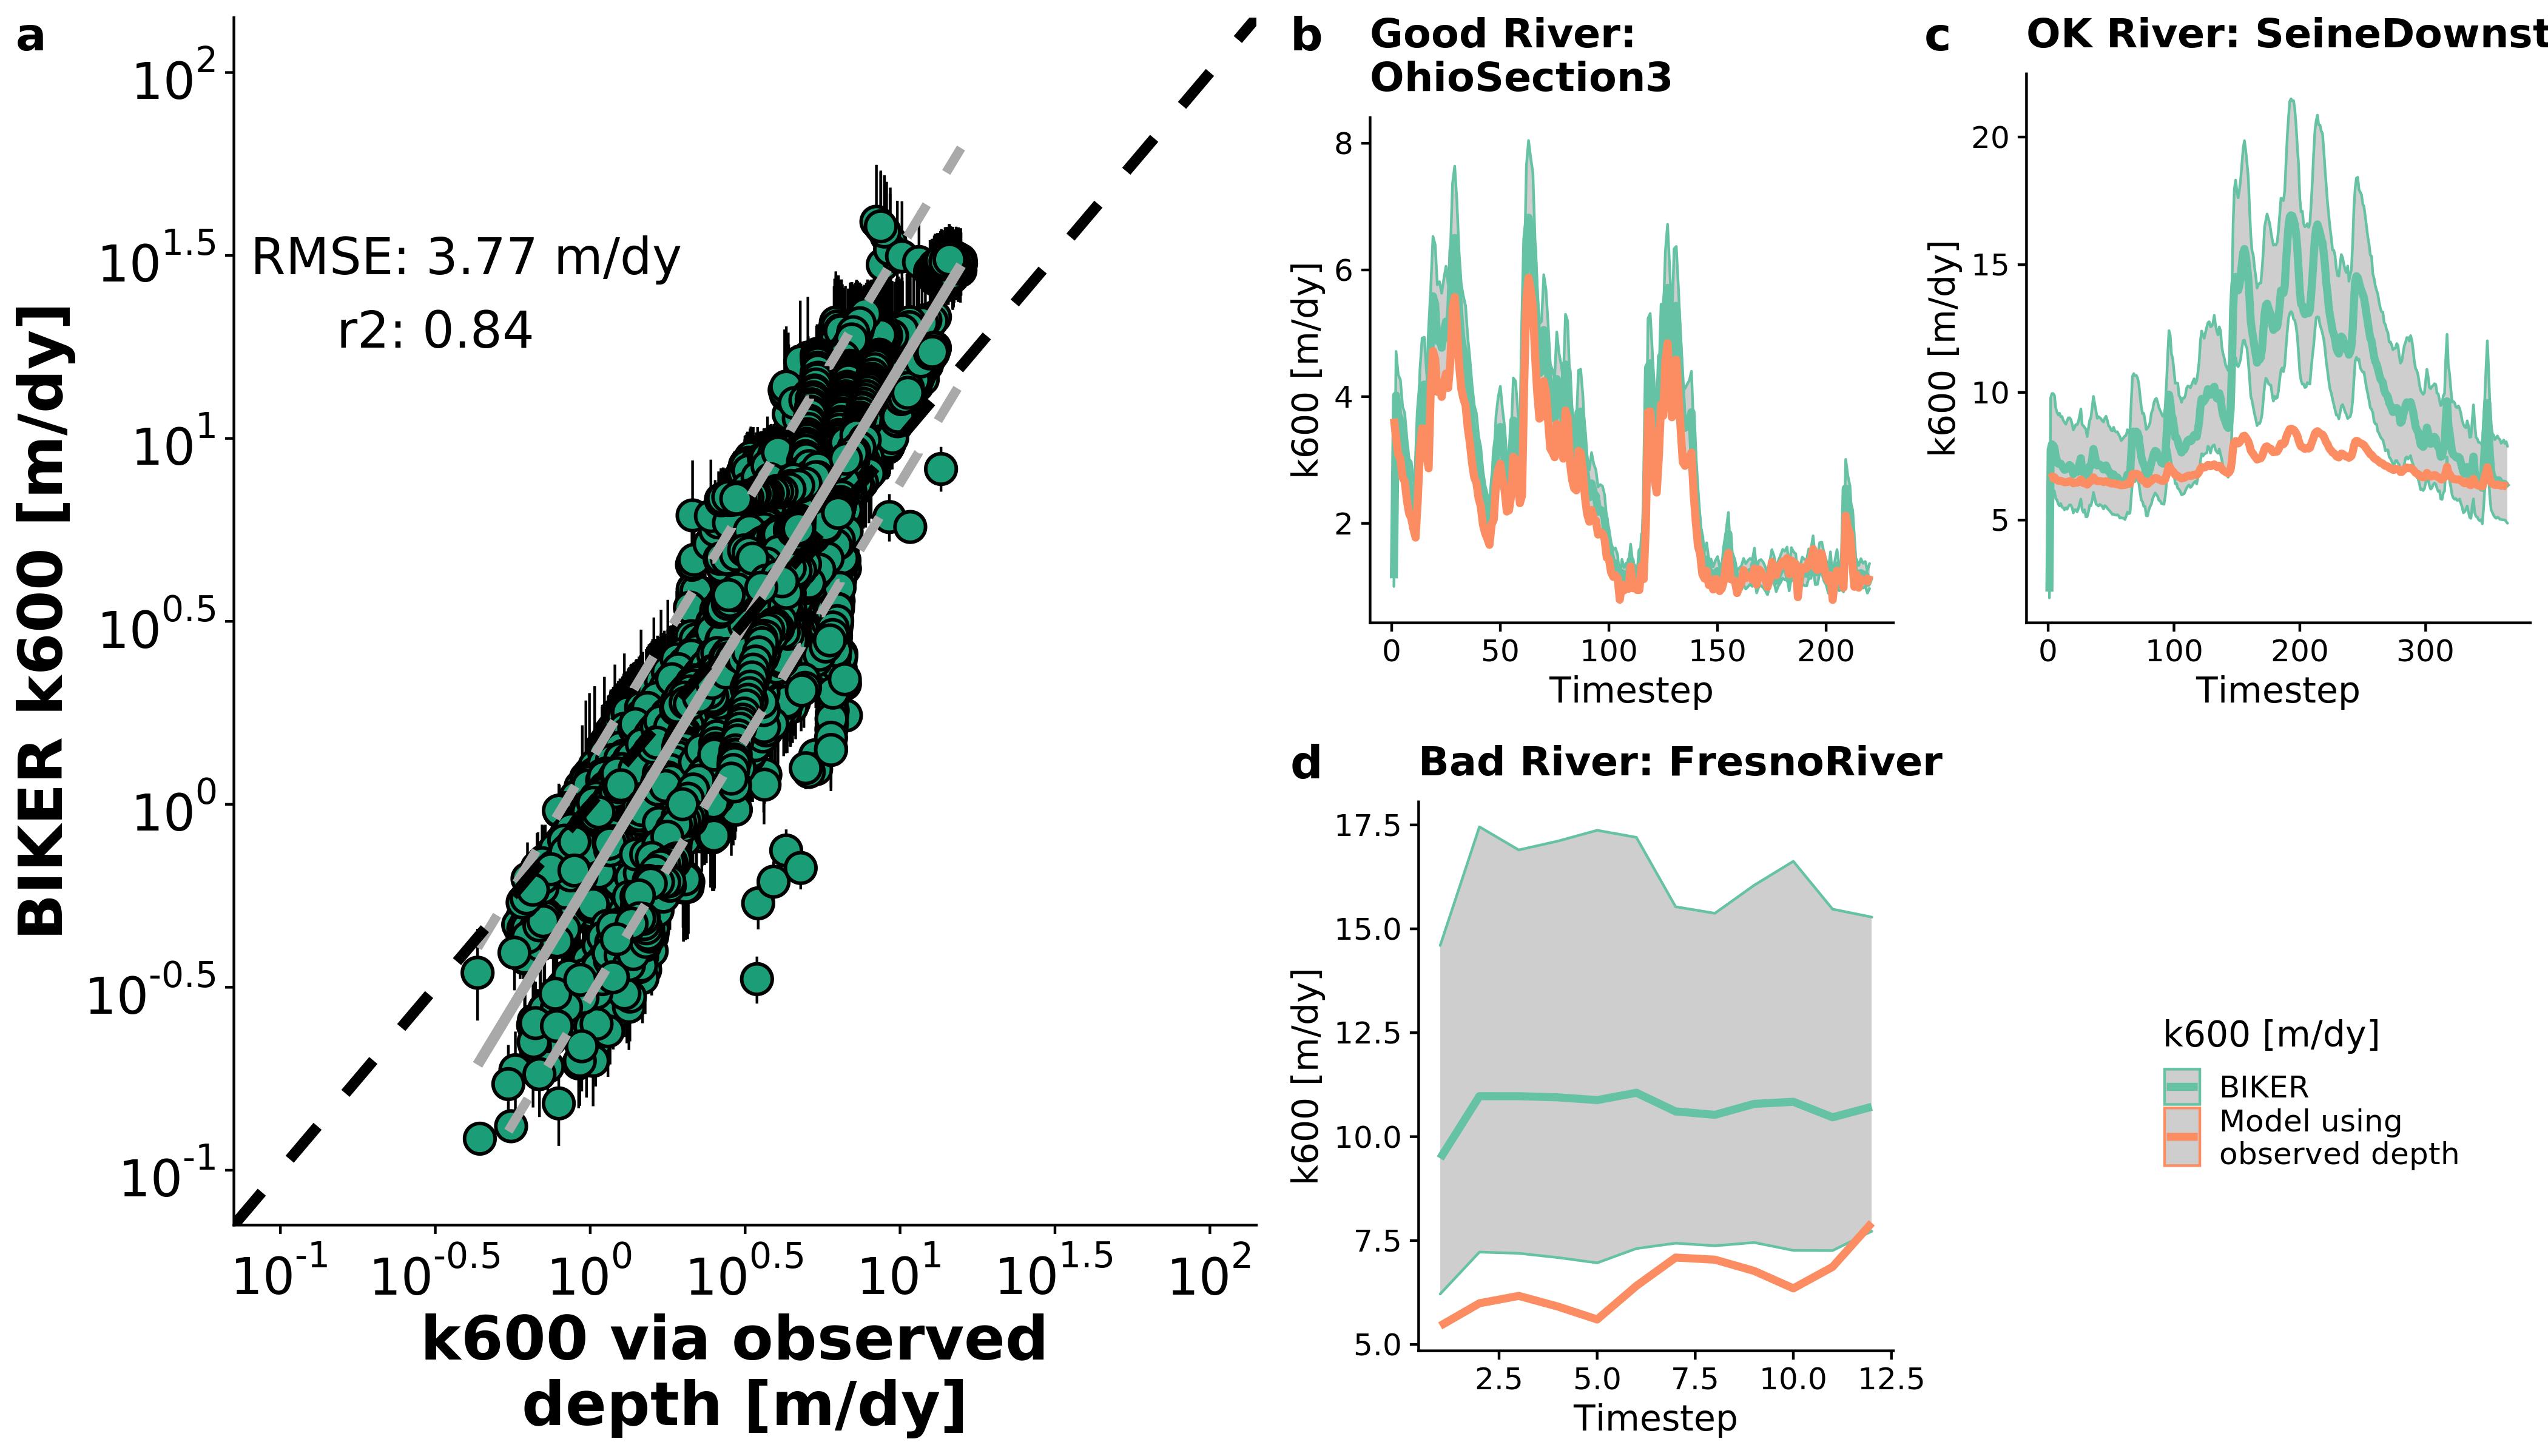 a
10^2
10^1.5
10^1
10^0.5
10^0
10^-0.5
10^-1
BIKER k600 [m/dy]
RMSE: 3.77 m/dy
r2: 0.84
10^-1 10^-0.5 10^0 10^0.5 10^1 10^1.5 10^2
k600 via observed
depth [m/dy]
b
Good River:
OhioSection3
8
6
4
2
k600 [m/dy]
0 50 100 150 200
Timestep
c
OK River: SeineDownst
20
15
10
5
k600 [m/dy]
0 100 200 300
Timestep
d
Bad River: FresnoRiver
17.5
15.0
12.5
10.0
7.5
5.0
k600 [m/dy]
2.5 5.0 7.5 10.0 12.5
Timestep
k600 [m/dy]
BIKER
Model using
observed depth